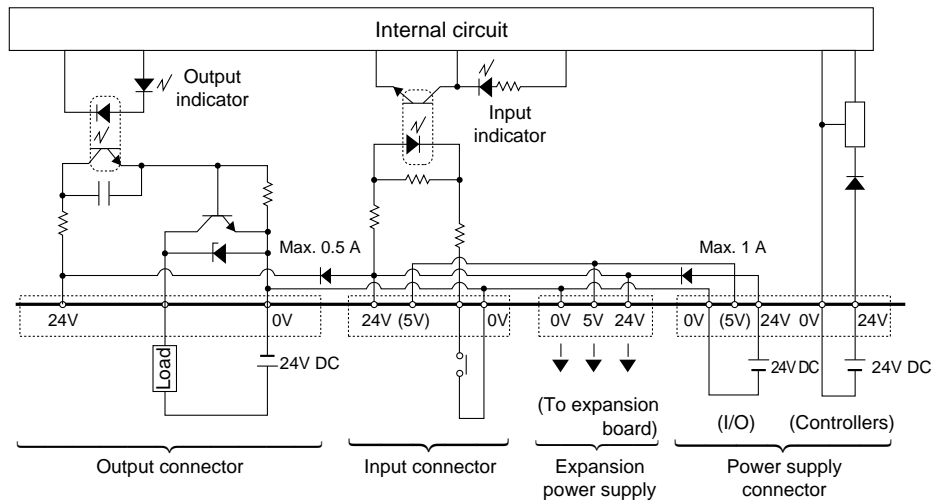 Internal circuit
Output
indicator
Input
indicator
Max. 0.5 A
Max. 1 A
24V
0V
24V
(5V)
0V
0V
5V
24V
0V
(5V)
24V
0V
24V
Load
24V DC
24V DC
24V DC
(To expansion
board)
(I/O)
(Controllers)
Output connector
Input connector
Expansion
power supply
Power supply
connector